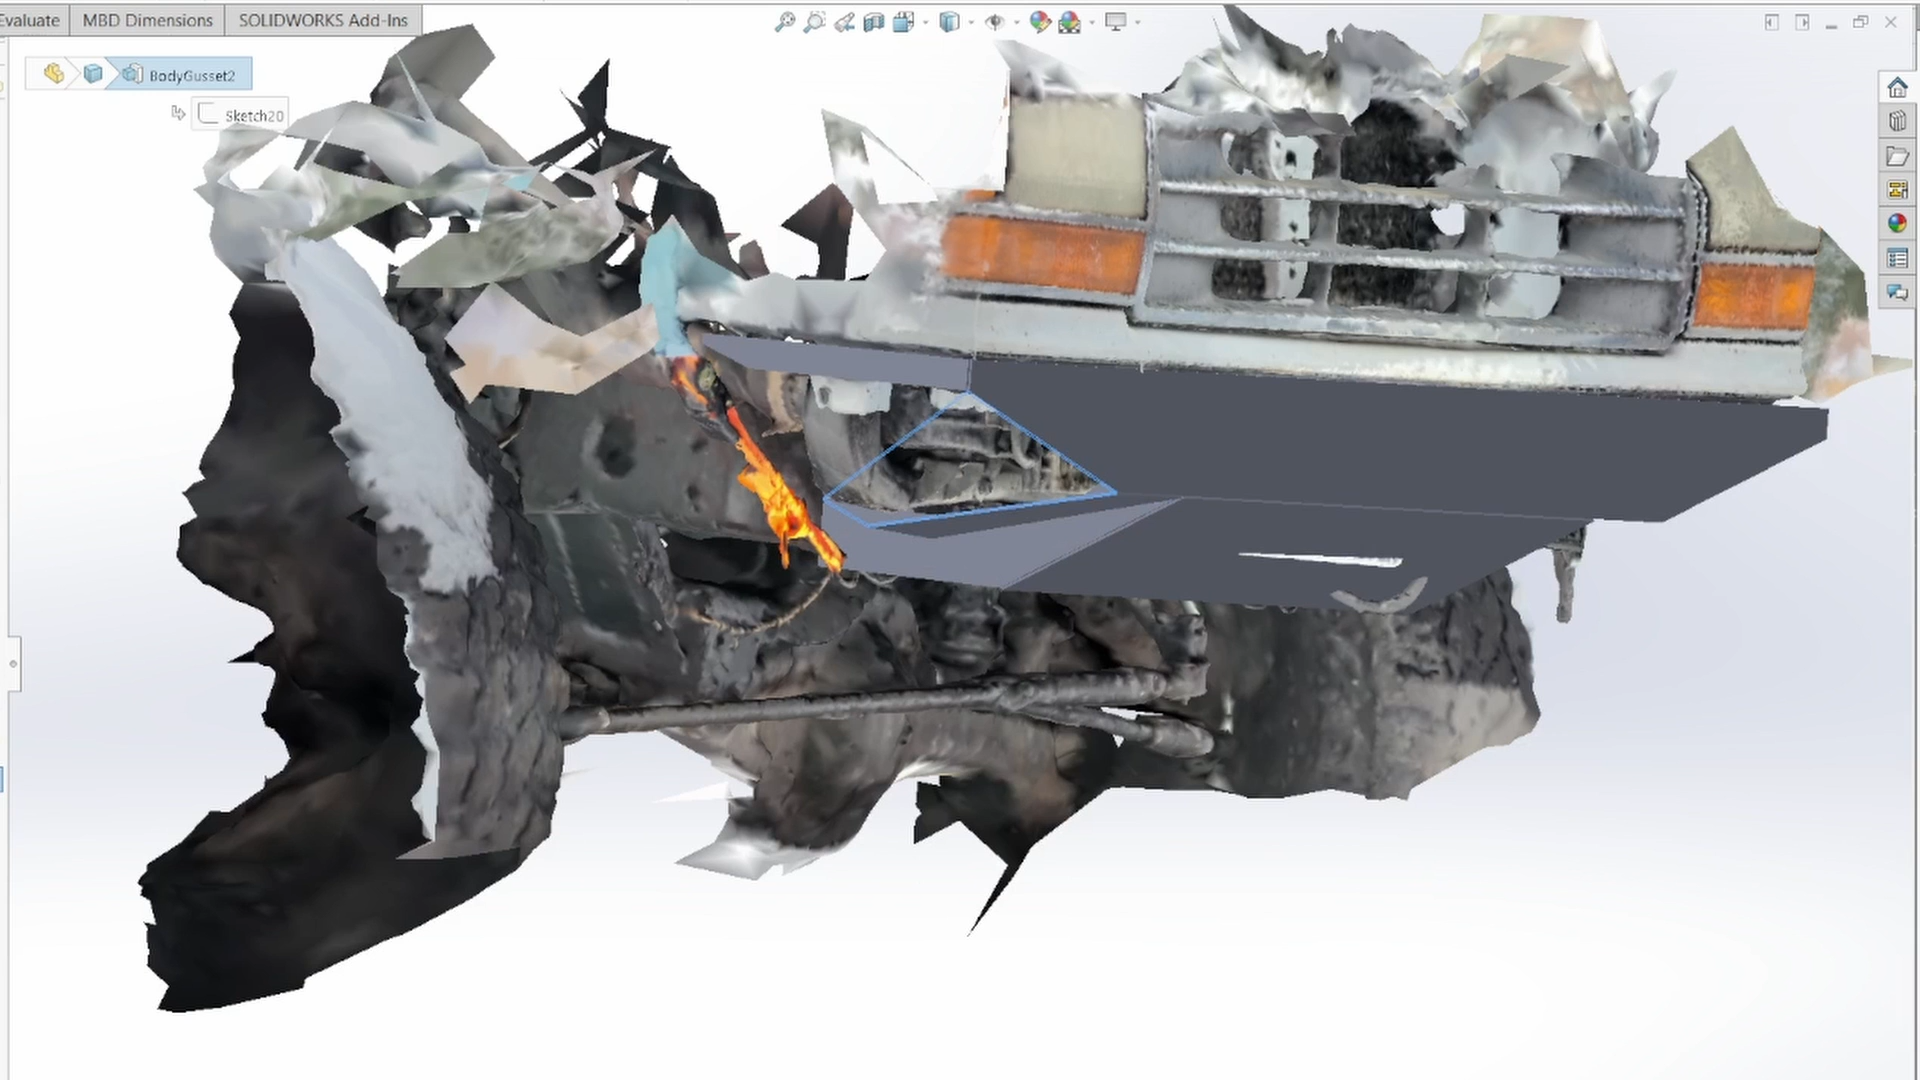 Evaluate
MBD Dimensions
SOLIDWORKS Add-Ins
BodyGusset2
Sketch20